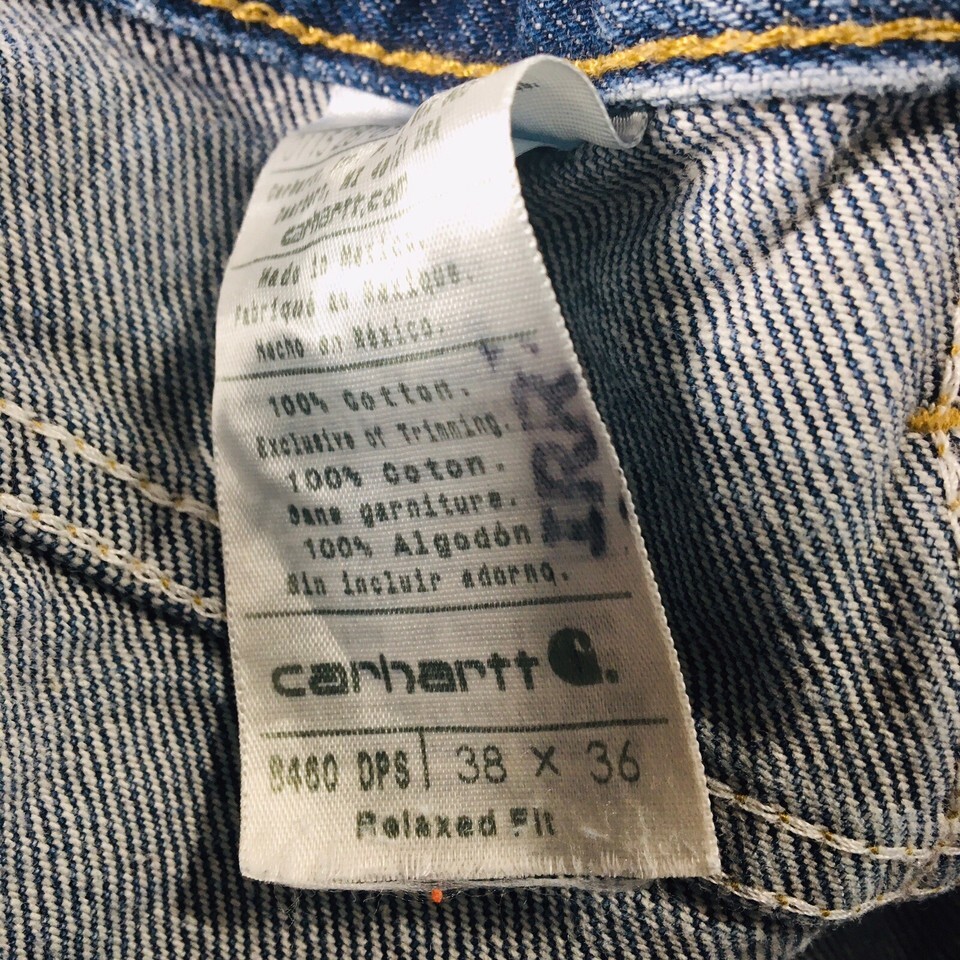 carhartt.com
Made in Mexico.
Fabriqué au Mexique.
Hecho en México.
100% Cotton.
Exclusive of Trimming.
100% Coton.
Sans garniture.
100% Algodón
Sin incluir adorno.
carhartt
DPS 38 x 36
Relaxed Fit